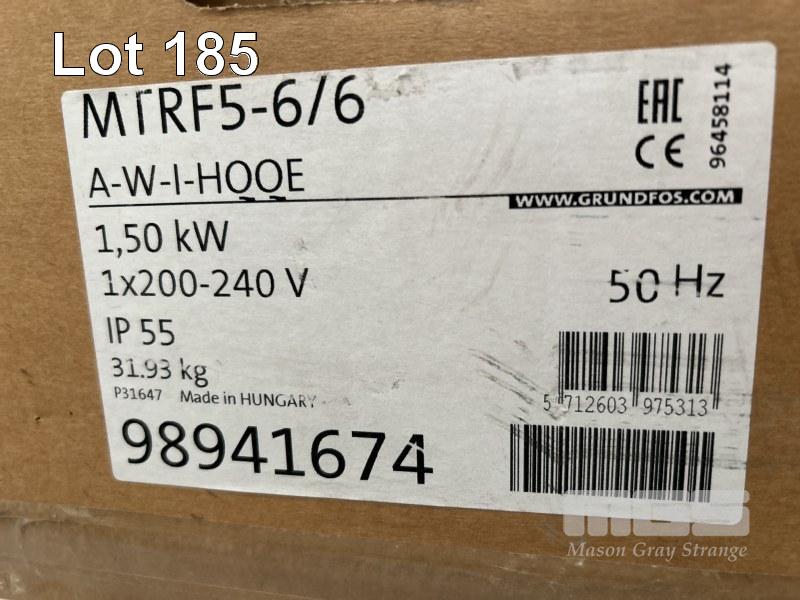 Lot 185
MTRF5-6/6
A-W-I-HQQE
EAC
CE
96458114
WWW.GRUNDFOS.COM
1,50 kW
1x200-240 V
50 Hz
IP 55
31.93 kg
P31647 Made in HUNGARY
5 712603 975313
98941674
MGS
Mason Gray Strange